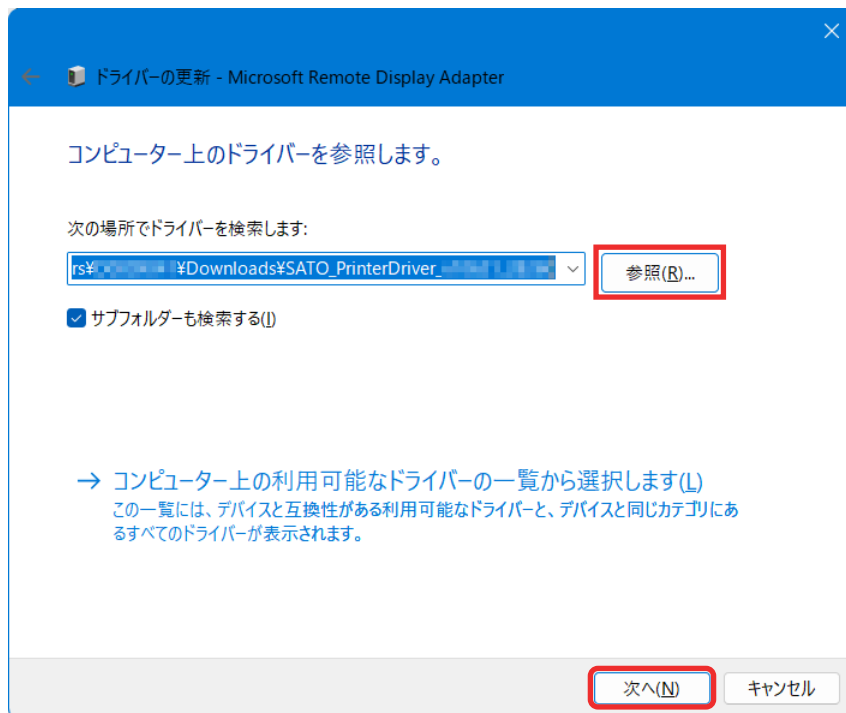 ドライバーの更新 - Microsoft Remote Display Adapter
コンピューター上のドライバーを参照します。
次の場所でドライバーを検索します:
rs¥ ¥Downloads¥SATO_PrinterDriver_
参照(R)...
サブフォルダーも検索する(I)
→ コンピューター上の利用可能なドライバーの一覧から選択します(L)
この一覧には、デバイスと互換性がある利用可能なドライバーと、デバイスと同じカテゴリにあ
るすべてのドライバーが表示されます。
次へ(N)
キャンセル